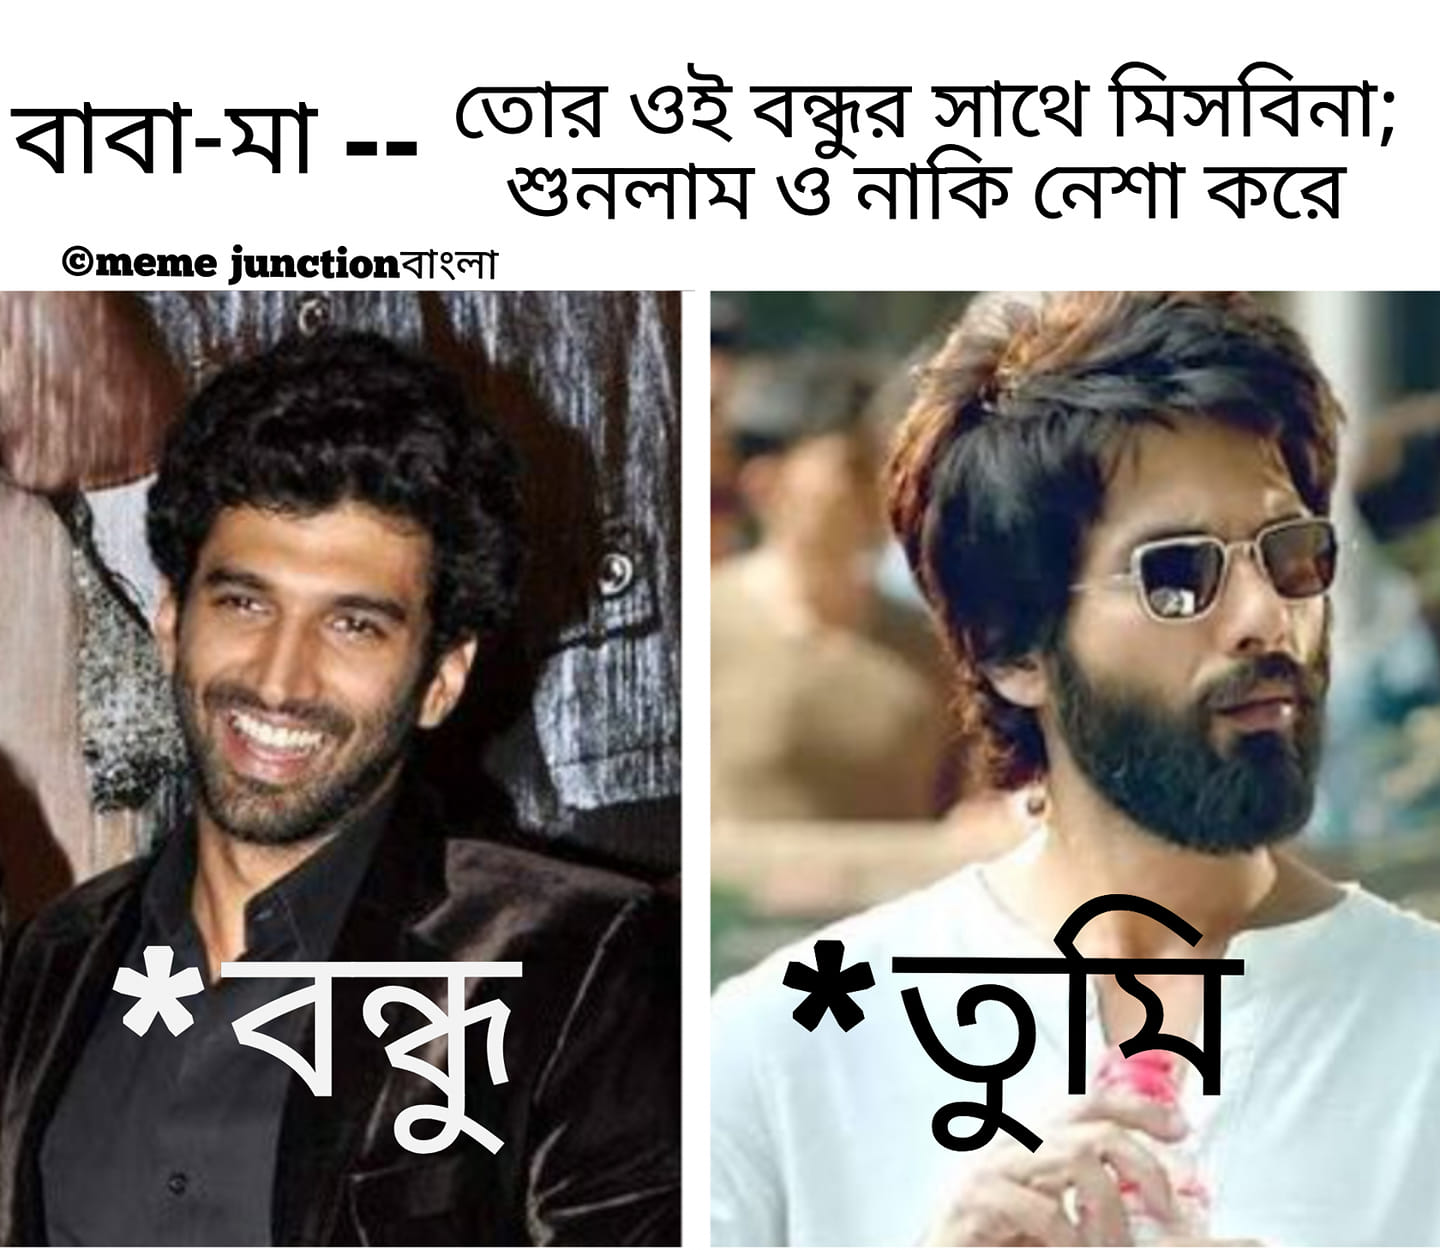 বাবা-মা -- তোর ওই বন্ধুর সাথে মিসবিনা;
শুনলাম ও নাকি নেশা করে
©meme junctionবাংলা
*বন্ধু
*তুমি